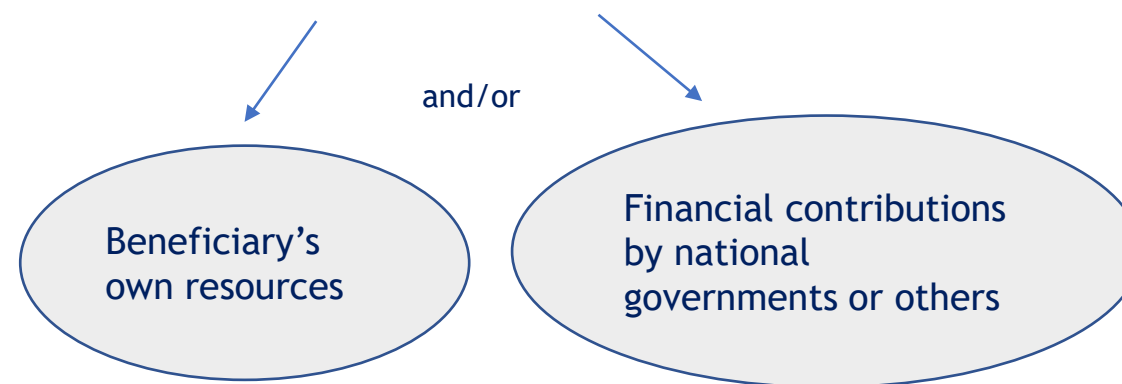 and/or
Beneficiary’s
own resources
Financial contributions
by national
governments or others